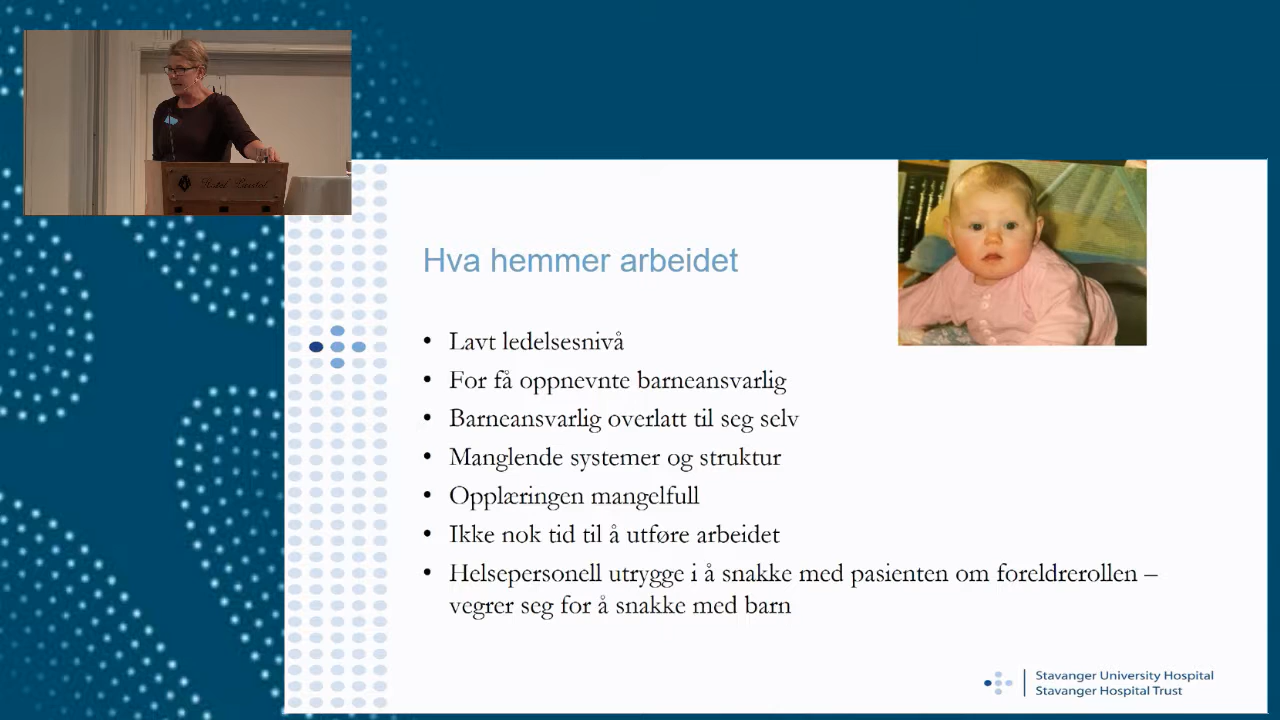 Hva hemmer arbeidet
• Lavt ledelsesnivå
• For få oppnevnte barneansvarlig
• Barneansvarlig overlatt til seg selv
• Manglende systemer og struktur
• Opplæringen mangelfull
• Ikke nok tid til å utføre arbeidet
• Helsepersonell utrygge i å snakke med pasienten om foreldrerollen –
vegrer seg for å snakke med barn
Stavanger University Hospital
Stavanger Hospital Trust